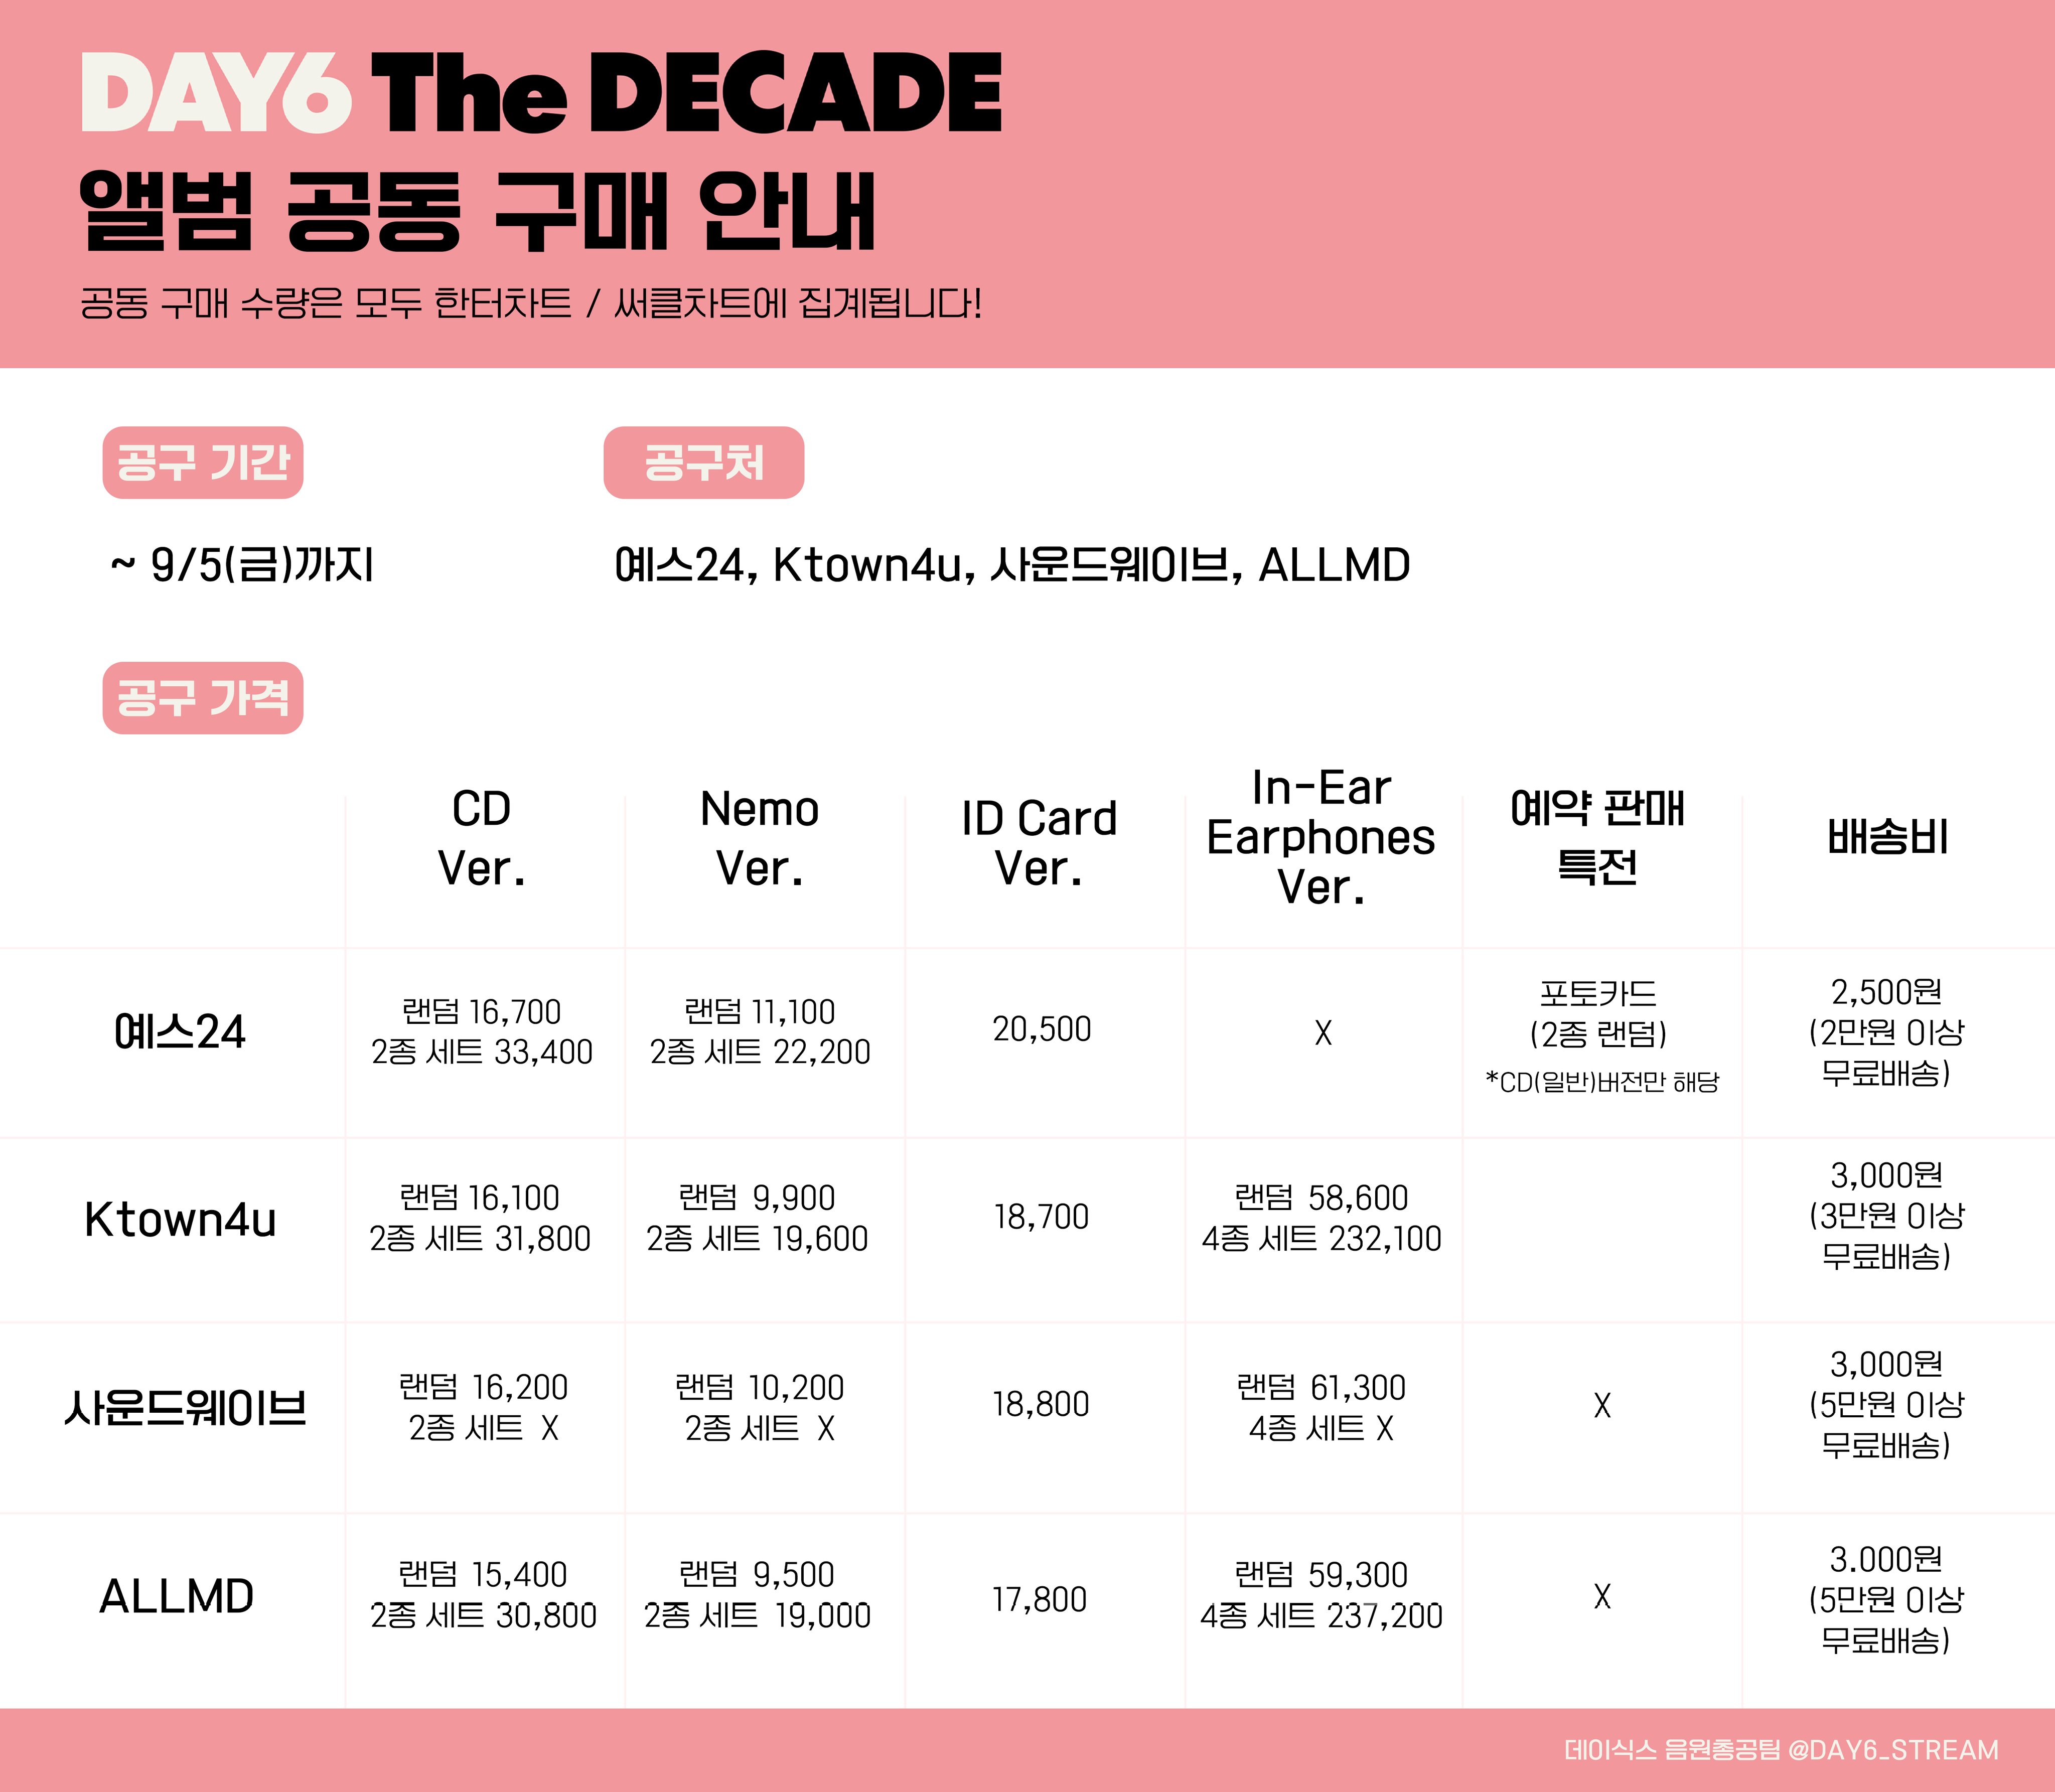 DAY6 The DECADE
앨범 공동 구매 안내
공동 구매 수량은 모두 한터차트 / 써클차트에 집계됩니다!
공구 기간
~ 9/5(금)까지
공구처
예스24, Ktown4u, 사운드웨이브, ALLMD
공구 가격
CD
Ver.
Nemo
Ver.
ID Card
Ver.
In-Ear
Earphones
Ver.
예약 판매
특전
배송비
예스24
랜덤 16,700
2종 세트 33,400
랜덤 11,100
2종 세트 22,200
20,500
X
포토카드
(2종 랜덤)
*CD(일반)버전만 해당
2,500원
(2만원 이상
무료배송)
Ktown4u
랜덤 16,100
2종 세트 31,800
랜덤 9,900
2종 세트 19,600
18,700
랜덤 58,600
4종 세트 232,100
3,000원
(3만원 이상
무료배송)
사운드웨이브
랜덤 16,200
2종 세트 X
랜덤 10,200
2종 세트 X
18,800
랜덤 61,300
4종 세트 X
X
3,000원
(5만원 이상
무료배송)
ALLMD
랜덤 15,400
2종 세트 30,800
랜덤 9,500
2종 세트 19,000
17,800
랜덤 59,300
4종 세트 237,200
X
3.000원
(5만원 이상
무료배송)
데이식스 음원총공팀 @DAY6_STREAM